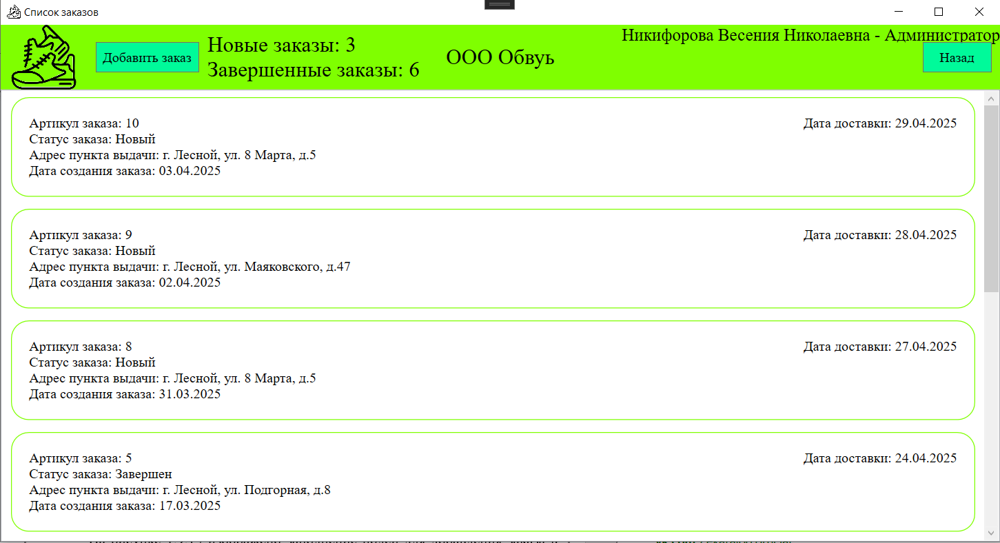 Список заказов
Никифорова Весения Николаевна - Администратор
Добавить заказ
Новые заказы: 3
Завершенные заказы: 6
ООО Обвуь
Назад
Артикул заказа: 10
Дата доставки: 29.04.2025
Статус заказа: Новый
Адрес пункта выдачи: г. Лесной, ул. 8 Марта, д.5
Дата создания заказа: 03.04.2025
Артикул заказа: 9
Дата доставки: 28.04.2025
Статус заказа: Новый
Адрес пункта выдачи: г. Лесной, ул. Маяковского, д.47
Дата создания заказа: 02.04.2025
Артикул заказа: 8
Дата доставки: 27.04.2025
Статус заказа: Новый
Адрес пункта выдачи: г. Лесной, ул. 8 Марта, д.5
Дата создания заказа: 31.03.2025
Артикул заказа: 5
Дата доставки: 24.04.2025
Статус заказа: Завершен
Адрес пункта выдачи: г. Лесной, ул. Подгорная, д.8
Дата создания заказа: 17.03.2025